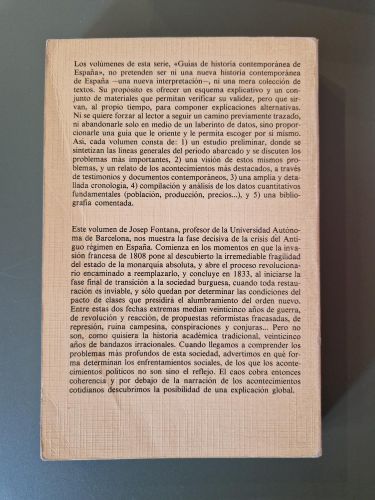 Los volúmenes de esta serie, «Guías de historia contemporánea de
España», no pretenden ser ni una nueva historia contemporánea
de España —una nueva interpretación—, ni una mera colección de
textos. Su propósito es ofrecer un esquema explicativo y un con-
junto de materiales que permitan verificar su validez, pero que sir-
van, al propio tiempo, para componer explicaciones alternativas.
Ni se quiere forzar al lector a seguir un camino previamente trazado,
ni abandonarle solo en medio de un laberinto de datos, sino propor-
cionarle una guía que le oriente y le permita escoger por sí mismo.
Así, cada volumen consta de: 1) un estudio preliminar, donde se
sintetizan las líneas generales del período abarcado y se discuten los
problemas más importantes, 2) una visión de estos mismos proble-
mas, y un relato de los acontecimientos más destacados, a través
de testimonios y documentos contemporáneos, 3) una amplia y de-
tallada cronología, 4) compilación y análisis de los datos cuantitativos
fundamentales (población, producción, precios...), y 5) una biblio-
grafía comentada.
Este volumen de Josep Fontana, profesor de la Universidad Autóno-
ma de Barcelona, nos muestra la fase decisiva de la crisis del Anti-
guo régimen en España. Comienza en los momentos en que la inva-
sión francesa de 1808 pone al descubierto la irremediable fragilidad
del estado de la monarquía absoluta, y abre el proceso revolucio-
nario encaminado a reemplazarlo, y concluye en 1833, al iniciarse la
fase final de transición a la sociedad burguesa, cuando toda restau-
ración es inviable, y sólo quedan por determinar las condiciones del
pacto de clases que presidirá el alumbramiento del orden nuevo.
Entre estas dos fechas extremas median veinticinco años de guerra,
de revolución y reacción, de propuestas reformistas fracasadas, de
represión, ruina campesina, conspiraciones y conjuras... Pero no
son, como quisiera la historia académica tradicional, veinticinco
años de bandazos irracionales. Cuando llegamos a comprender los
problemas más profundos de esta sociedad, advertimos en qué for-
ma determinan los enfrentamientos sociales, de los que los aconte-
cimientos políticos no son sino el reflejo. El caos cobra entonces
coherencia y por debajo de la narración de los acontecimientos
cotidianos descubrimos la posibilidad de una explicación global.